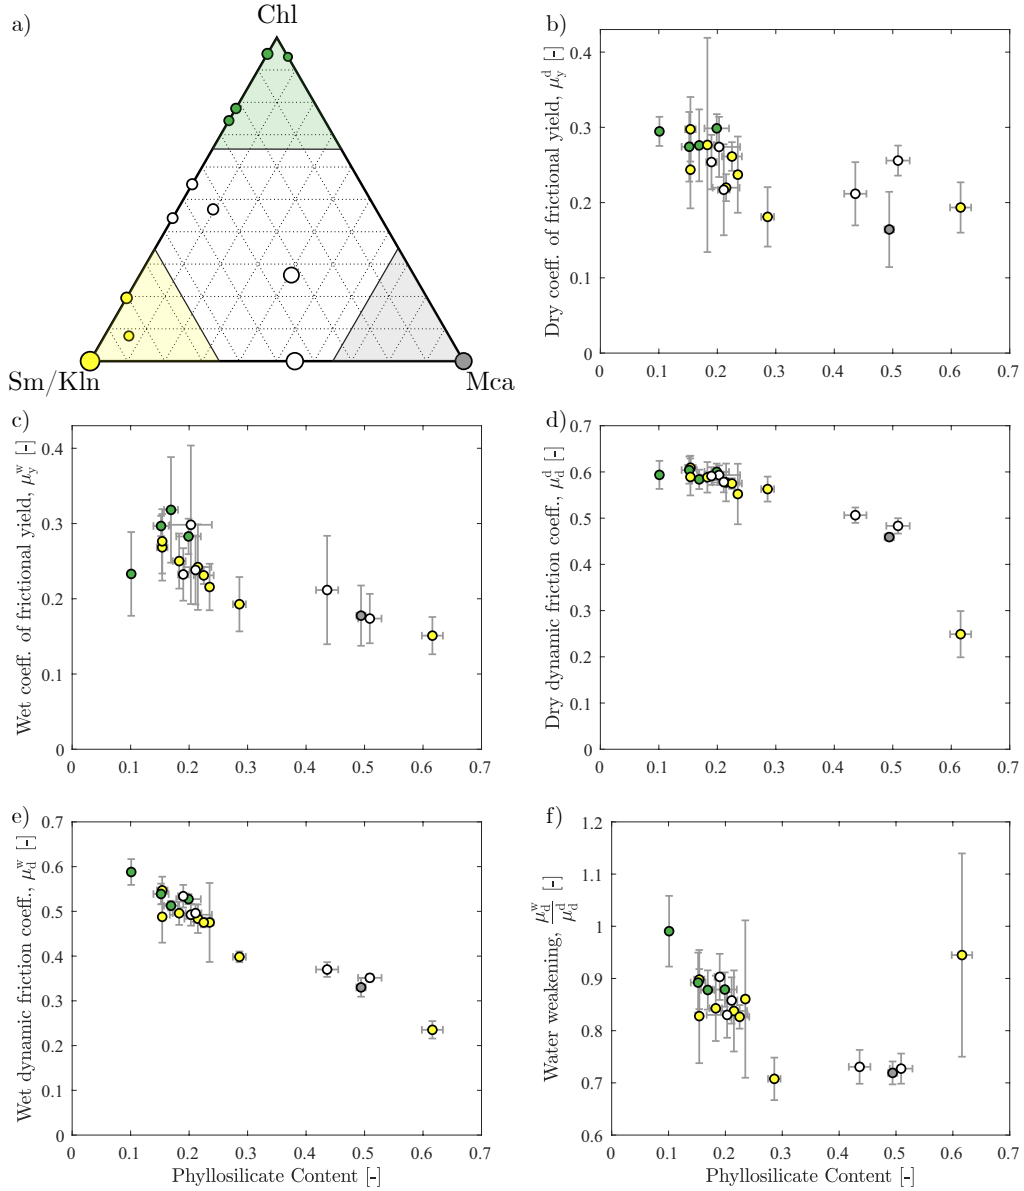 a)
Chl
Sm/Kln
Mca
b)
Dry coeff. of frictional yield, μ_y^d [-]
0.4
0.3
0.2
0.1
0
0 0.1 0.2 0.3 0.4 0.5 0.6 0.7
c)
Wet coeff. of frictional yield, μ_y^w [-]
0.4
0.3
0.2
0.1
0
0 0.1 0.2 0.3 0.4 0.5 0.6 0.7
d)
Dry dynamic friction coeff., μ_d^d [-]
0.7
0.6
0.5
0.4
0.3
0.2
0.1
0
0 0.1 0.2 0.3 0.4 0.5 0.6 0.7
e)
Wet dynamic friction coeff., μ_d^w [-]
0.7
0.6
0.5
0.4
0.3
0.2
0.1
0
0 0.1 0.2 0.3 0.4 0.5 0.6 0.7
Phyllosilicate Content [-]
f)
Water weakening, μ_d^w/μ_d^d [-]
1.2
1.1
1
0.9
0.8
0.7
0.6
0 0.1 0.2 0.3 0.4 0.5 0.6 0.7
Phyllosilicate Content [-]